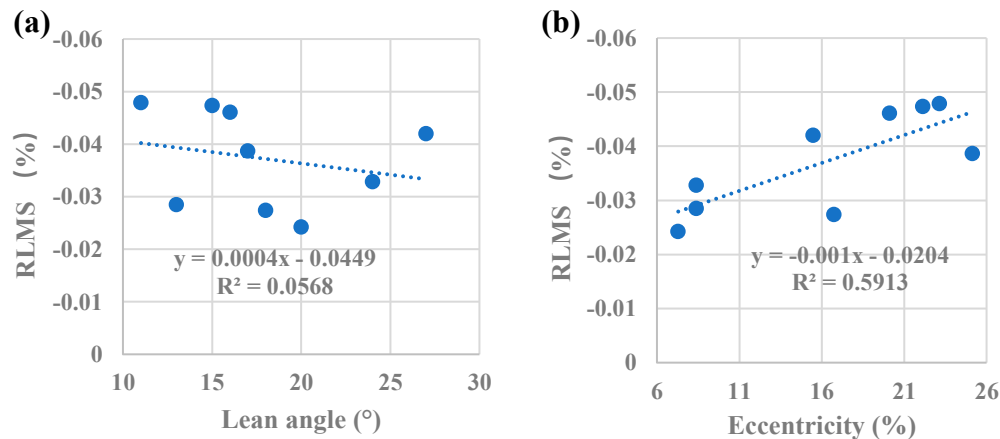 (a)
-0.06
-0.05
-0.04
-0.03
-0.02
-0.01
0
RLMS (%)
y = 0.0004x - 0.0449
R² = 0.0568
10 15 20 25 30
Lean angle (°)
(b)
-0.06
-0.05
-0.04
-0.03
-0.02
-0.01
0
RLMS (%)
y = -0.001x - 0.0204
R² = 0.5913
6 11 16 21 26
Eccentricity (%)